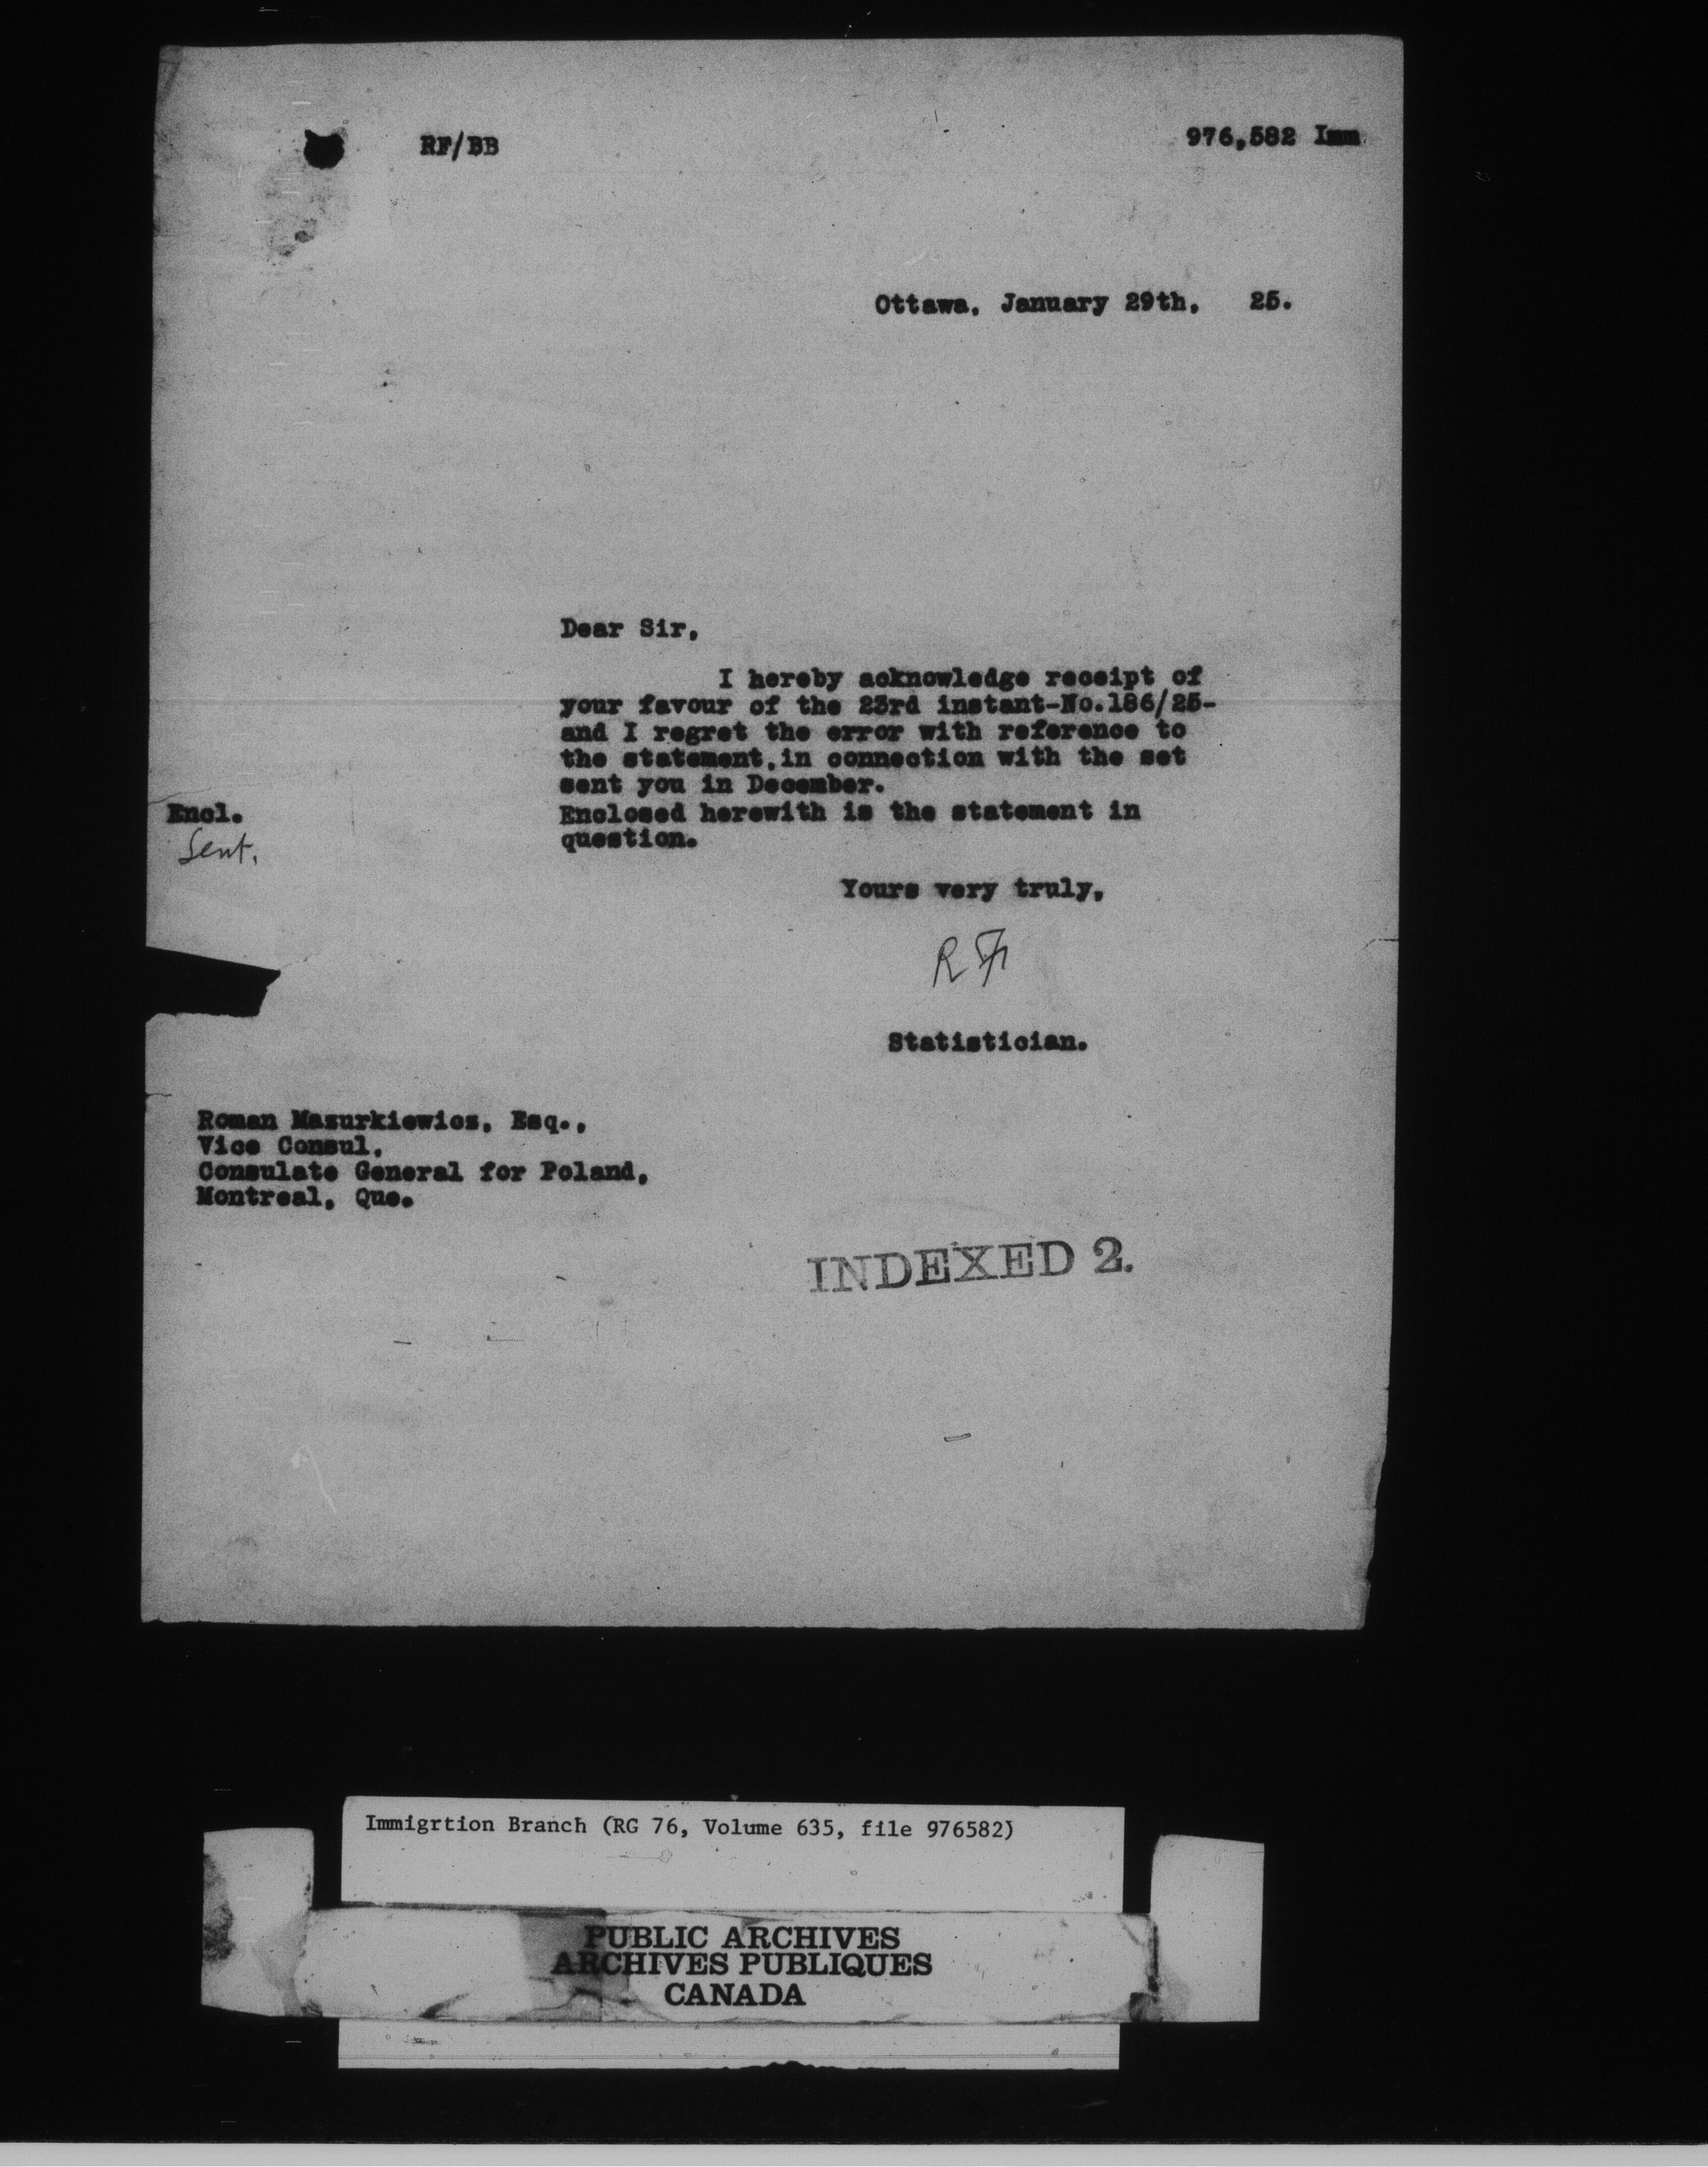 RF/BB
976,582 Imm
Ottawa, January 29th, 25.
Dear Sir,
I hereby acknowledge receipt of
your favour of the 23rd instant-No.186/25-
and I regret the error with reference to
the statement,in connection with the set
sent you in December.
Encl.
Enclosed herewith is the statement in
Sent.
question.
Yours very truly,
RF
Statistician.
Roman Mazurkiewicz, Esq.,
Vice Consul,
Consulate General for Poland,
Montreal, Que.
INDEXED 2.
Immigrtion Branch (RG 76, Volume 635, file 976582)
PUBLIC ARCHIVES
ARCHIVES PUBLIQUES
CANADA